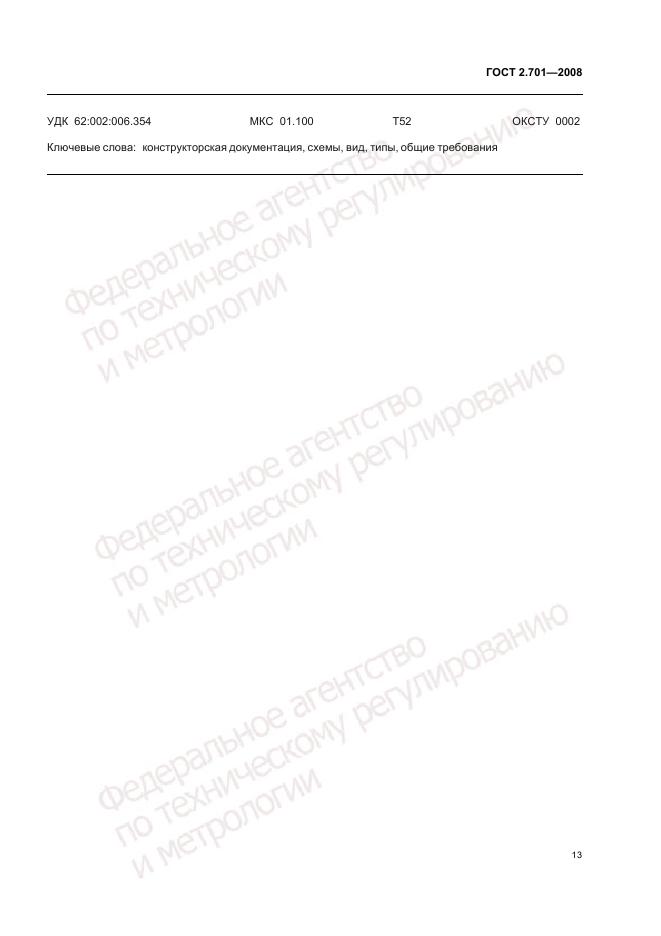 ГОСТ 2.701—2008
УДК 62:002:006.354 МКС 01.100 Т52 ОКСТУ 0002
Ключевые слова: конструкторская документация, схемы, вид, типы, общие требования
Федеральное агентство
по техническому регулированию
и метрологии
Федеральное агентство
по техническому регулированию
и метрологии
Федеральное агентство
по техническому регулированию
и метрологии
13